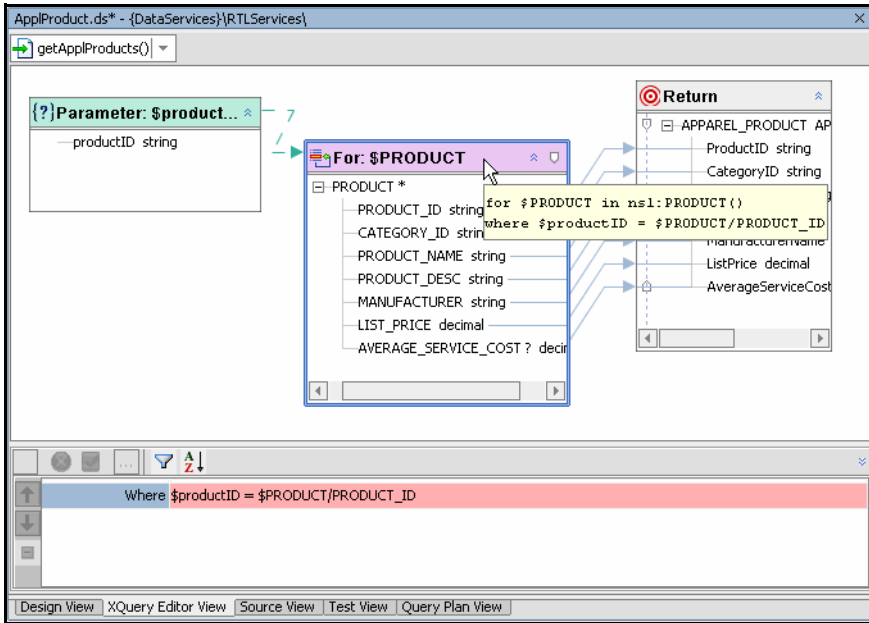 ApplProduct.ds* - {DataServices}\RTLServices\
getApplProducts()
{?}Parameter: $product...
productID string
7
For: $PRODUCT
PRODUCT *
PRODUCT_ID string
CATEGORY_ID
PRODUCT_NAME string
PRODUCT_DESC string
MANUFACTURER string
LIST_PRICE decimal
AVERAGE_SERVICE_COST ?
for $PRODUCT in ns1:PRODUCT()
where $productID = $PRODUCT/PRODUCT_ID
Return
APPAREL_PRODUCT
ProductID string
CategoryID string
ManufacturerName
ListPrice decimal
AverageServiceCost
...
A
Z
Where $productID = $PRODUCT/PRODUCT_ID
Design View XQuery Editor View Source View Test View Query Plan View